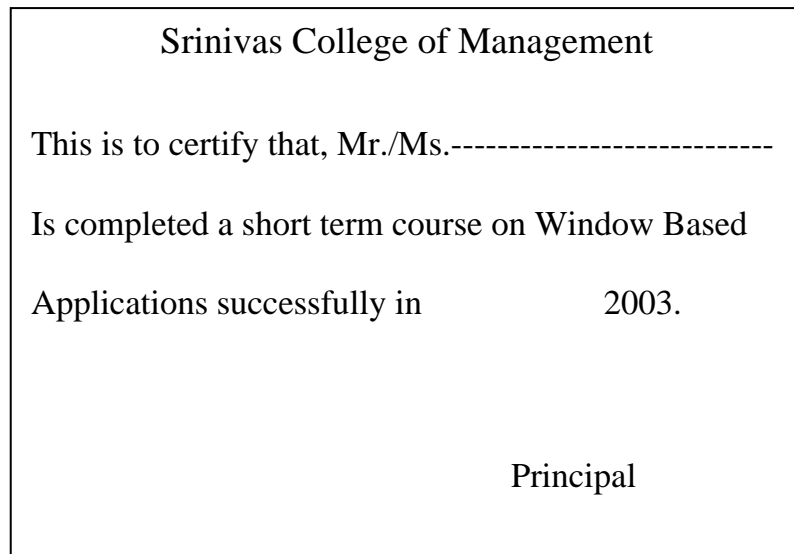 Srinivas College of Management
This is to certify that, Mr./Ms.----------------------------
Is completed a short term course on Window Based
Applications successfully in 2003.
Principal